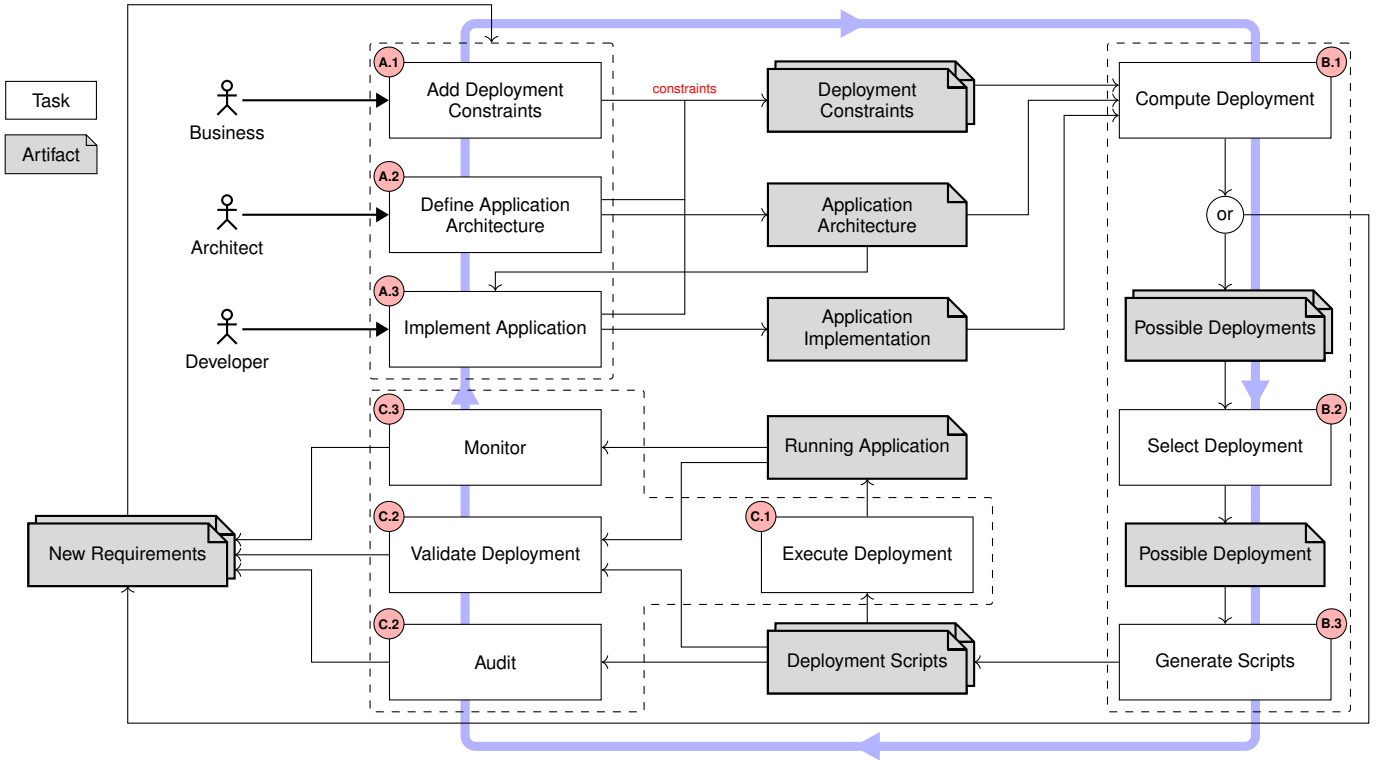 Task
Artifact
Business
Architect
Developer
A.1
Add Deployment
Constraints
A.2
Define Application
Architecture
A.3
Implement Application
constraints
Deployment
Constraints
Application
Architecture
Application
Implementation
B.1
Compute Deployment
or
Possible Deployments
B.2
Select Deployment
Possible Deployment
B.3
Generate Scripts
C.3
Monitor
C.2
Validate Deployment
C.2
Audit
Running Application
C.1
Execute Deployment
Deployment Scripts
New Requirements